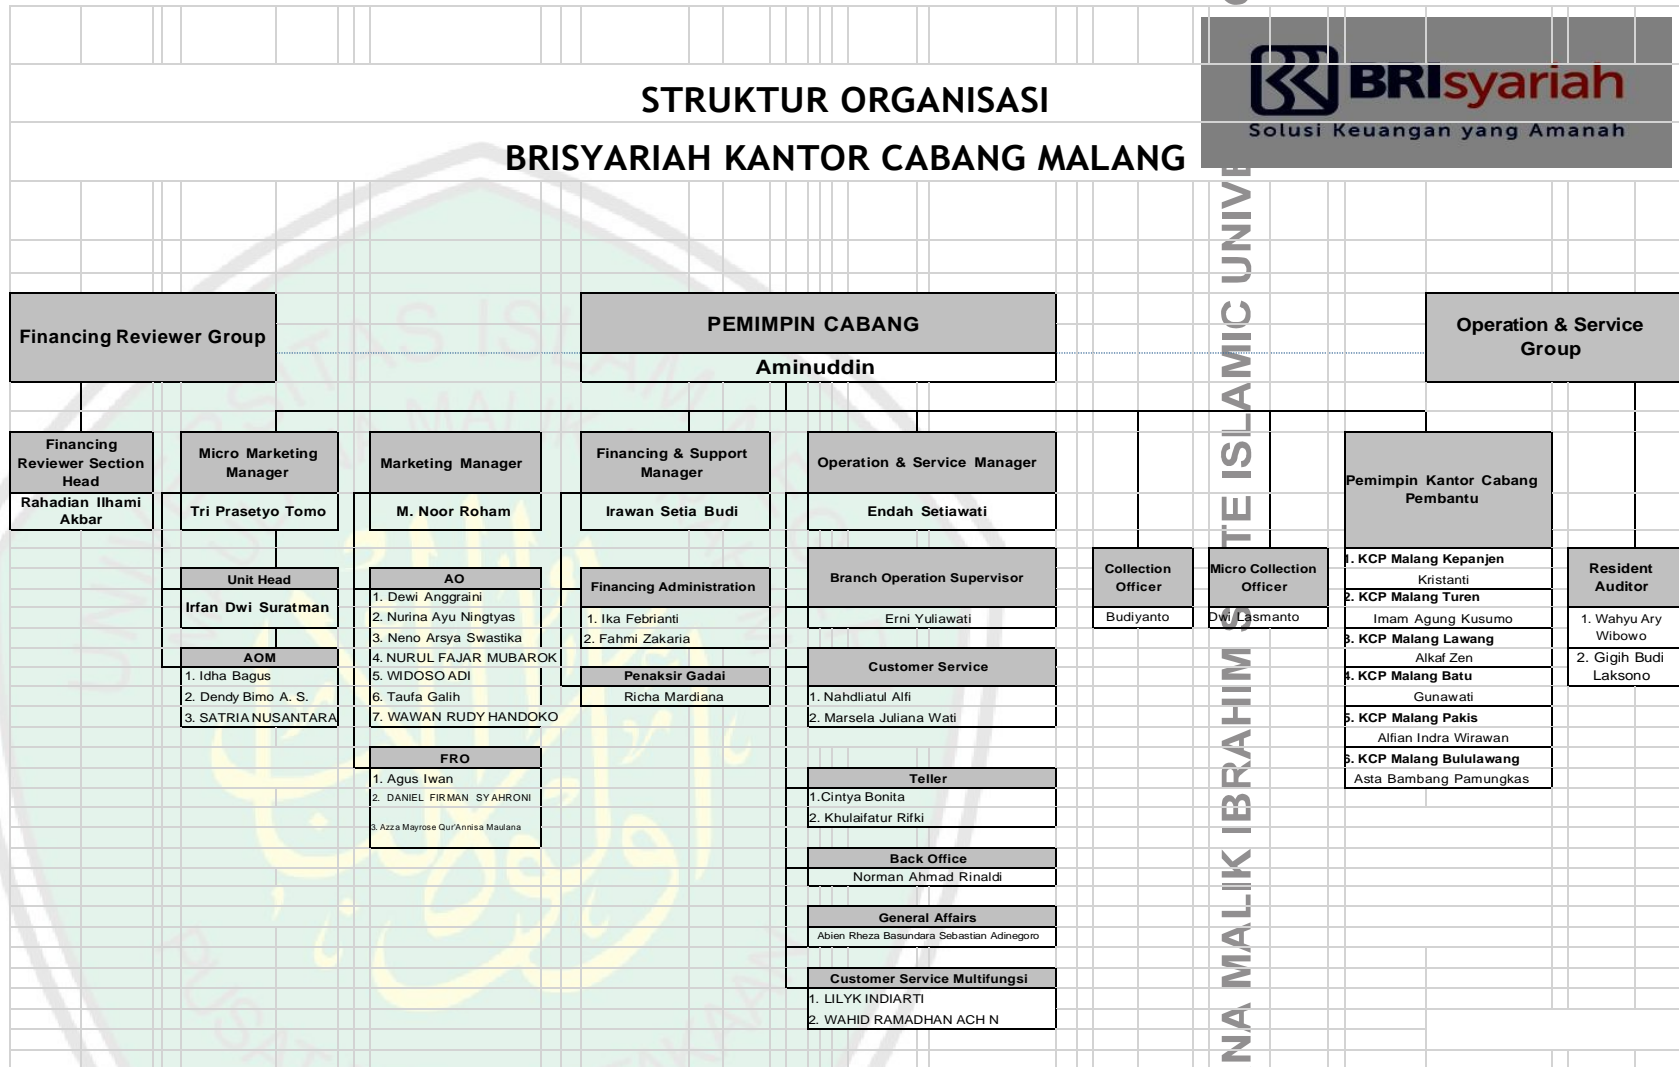 STRUKTUR ORGANISASI
BRISYARIAH KANTOR CABANG MALANG
BRIsyariah
Solusi Keuangan yang Amanah
Financing Reviewer Group
PEMIMPIN CABANG
Aminuddin
Operation & Service
Group
Financing
Reviewer Section
Head
Rahadian Ilhami
Akbar
Micro Marketing
Manager
Tri Prasetyo Tomo
Unit Head
Irfan Dwi Suratman
AOM
1. Idha Bagus
2. Dendy Bimo A. S.
3. SATRIA NUSANTARA
Marketing Manager
M. Noor Roham
AO
1. Dewi Anggraini
2. Nurina Ayu Ningtyas
3. Neno Arsya Swastika
4. NURUL FAJAR MUBAROK
5. WIDOSO ADI
6. Taufa Galih
7. WAWAN RUDY HANDOKO
FRO
1. Agus Iwan
2. DANIEL FIRMAN SYAHRONI
3. Azza Mayrose Qur'Annisa Maulana
Financing & Support
Manager
Irawan Setia Budi
Financing Administration
1. Ika Febrianti
2. Fahmi Zakaria
Penaksir Gadai
Richa Mardiana
Operation & Service Manager
Endah Setiawati
Branch Operation Supervisor
Erni Yuliawati
Customer Service
1. Nahdliatul Alfi
2. Marsela Juliana Wati
Teller
1.Cintya Bonita
2. Khulaifatur Rifki
Back Office
Norman Ahmad Rinaldi
General Affairs
Abien Rheza Basundara Sebastian Adinegoro
Customer Service Multifungsi
1. LILYK INDIARTI
2. WAHID RAMADHAN ACH N
Collection
Officer
Budiyanto
Micro Collection
Officer
Dwi Lasmanto
Pemimpin Kantor Cabang
Pembantu
1. KCP Malang Kepanjen
Kristanti
2. KCP Malang Turen
Imam Agung Kusumo
3. KCP Malang Lawang
Alkaf Zen
4. KCP Malang Batu
Gunawati
5. KCP Malang Pakis
Alfian Indra Wirawan
6. KCP Malang Bululawang
Asta Bambang Pamungkas
Resident
Auditor
1. Wahyu Ary
Wibowo
2. Gigih Budi
Laksono
MALIK IBRAHIM ISLAMIC